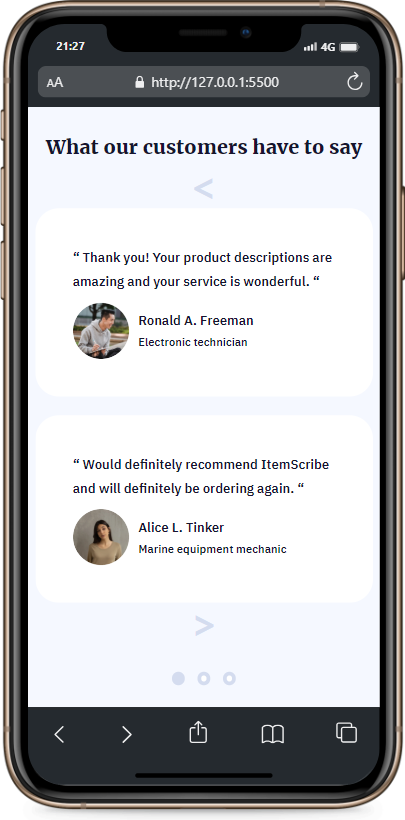 21:27
4G
AA
http://127.0.0.1:5500
What our customers have to say
<
“ Thank you! Your product descriptions are
amazing and your service is wonderful. “
Ronald A. Freeman
Electronic technician
“ Would definitely recommend ItemScribe
and will definitely be ordering again. “
Alice L. Tinker
Marine equipment mechanic
>